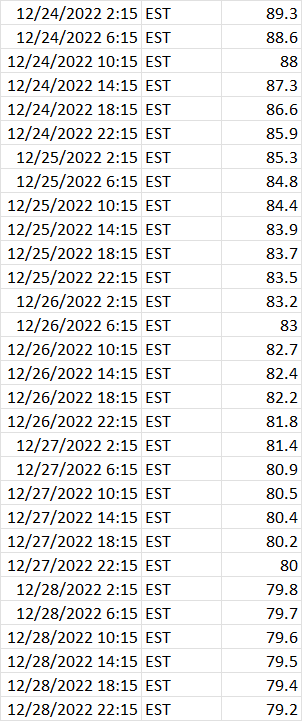 12/24/2022 2:15 EST 89.3
12/24/2022 6:15 EST 88.6
12/24/2022 10:15 EST 88
12/24/2022 14:15 EST 87.3
12/24/2022 18:15 EST 86.6
12/24/2022 22:15 EST 85.9
12/25/2022 2:15 EST 85.3
12/25/2022 6:15 EST 84.8
12/25/2022 10:15 EST 84.4
12/25/2022 14:15 EST 83.9
12/25/2022 18:15 EST 83.7
12/25/2022 22:15 EST 83.5
12/26/2022 2:15 EST 83.2
12/26/2022 6:15 EST 83
12/26/2022 10:15 EST 82.7
12/26/2022 14:15 EST 82.4
12/26/2022 18:15 EST 82.2
12/26/2022 22:15 EST 81.8
12/27/2022 2:15 EST 81.4
12/27/2022 6:15 EST 80.9
12/27/2022 10:15 EST 80.5
12/27/2022 14:15 EST 80.4
12/27/2022 18:15 EST 80.2
12/27/2022 22:15 EST 80
12/28/2022 2:15 EST 79.8
12/28/2022 6:15 EST 79.7
12/28/2022 10:15 EST 79.6
12/28/2022 14:15 EST 79.5
12/28/2022 18:15 EST 79.4
12/28/2022 22:15 EST 79.2